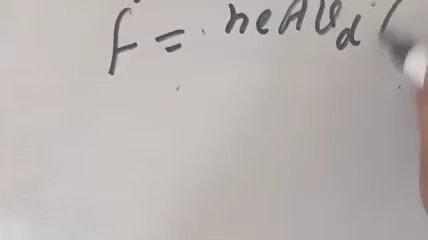 f = neAVd (